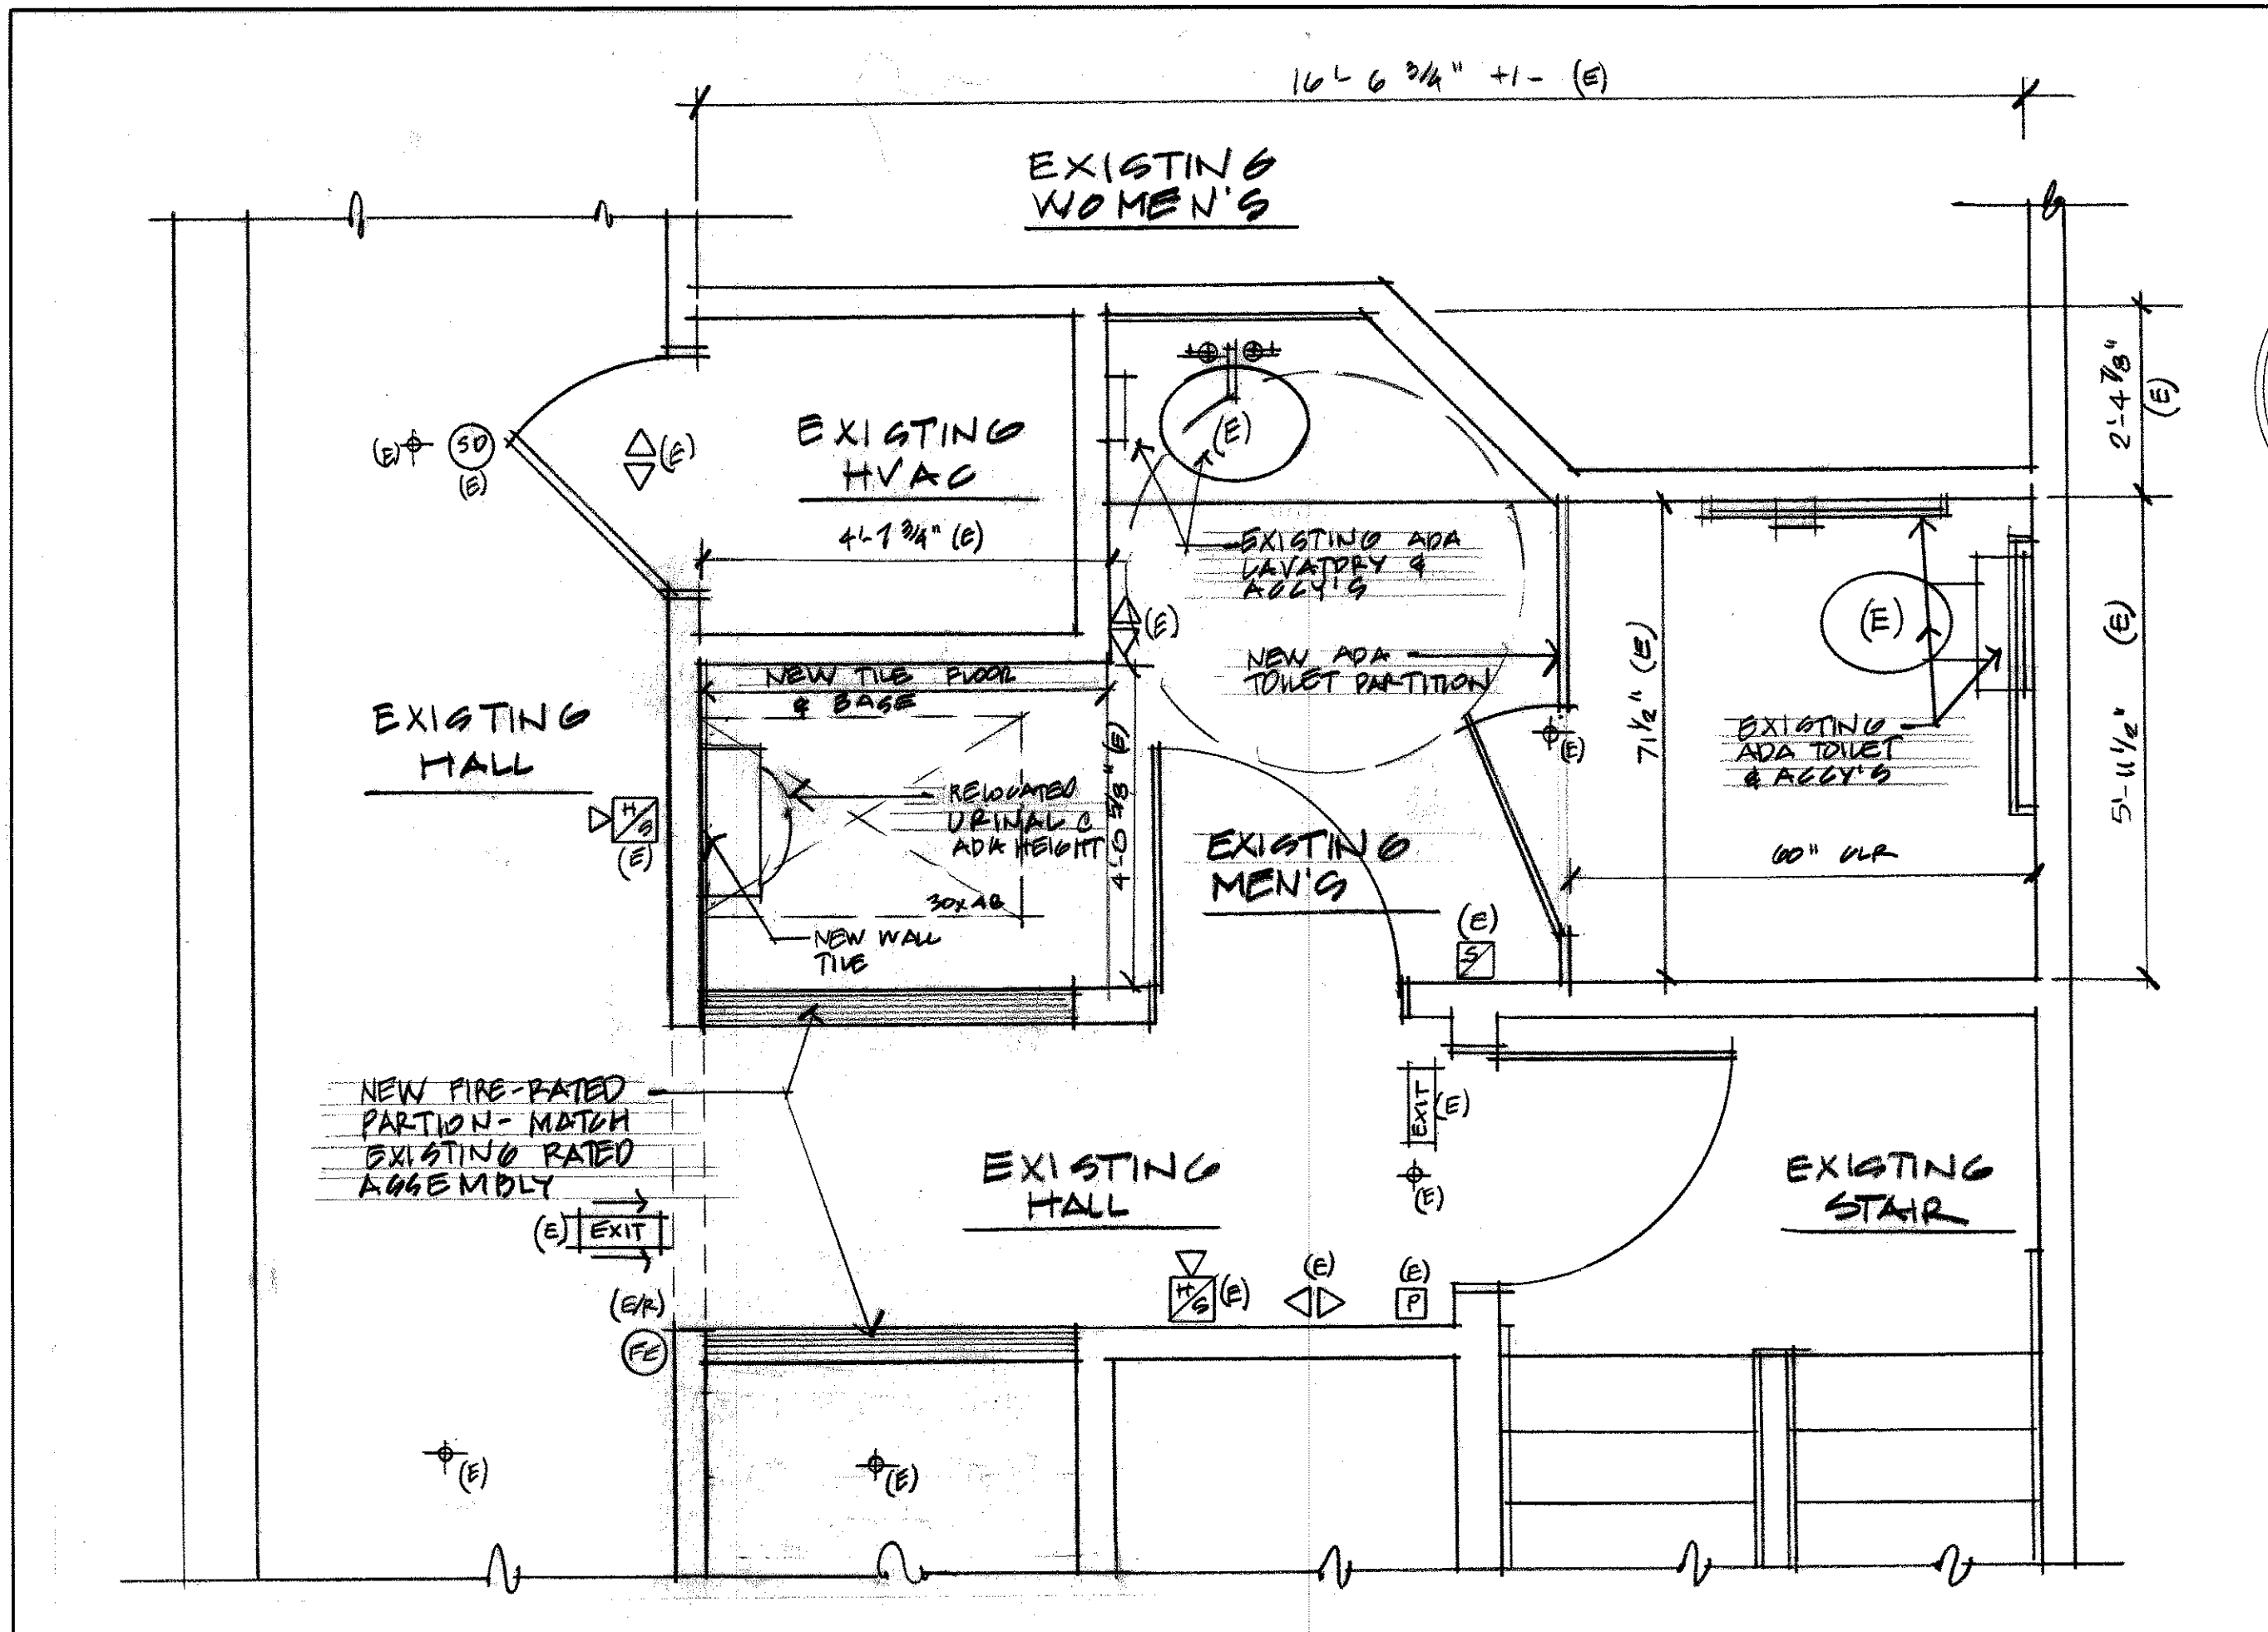 16'- 6 3/4" +/- (E)
EXISTING
WOMEN'S
2'-4 7/8"
(E)
(E)
SD
(E)
(E)
EXISTING
HVAC
4'-7 3/4" (E)
(E)
EXISTING ADA
LAVATORY &
ACCY'S
(E)
NEW ADA
TOILET PARTITION
71 1/2" (E)
(E)
EXISTING
ADA TOILET
& ACCY'S
5'-11 1/2" (E)
NEW TILE FLOOR
& BASE
EXISTING
HALL
H/S
(E)
RELOCATED
URINAL @
ADA HEIGHT
4'-0 5/8" (E)
30x48
NEW WALL
TILE
EXISTING
MEN'S
(E)
60" CLR
(E)
S
NEW FIRE-RATED
PARTION- MATCH
EXISTING RATED
ASSEMBLY
(E) EXIT
EXIT (E)
(E)
EXISTING
HALL
EXISTING
STAIR
(E/R)
FE
H/S (E)
(E)
(E)
P
(E)
(E)